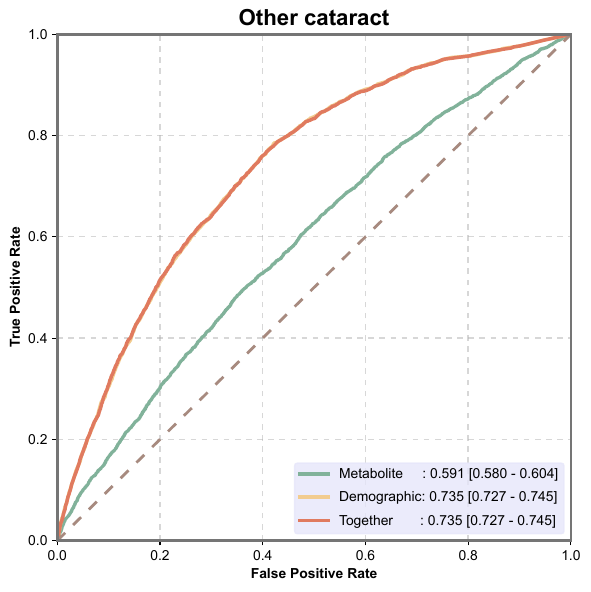 Other cataract
1.0
0.8
0.6
0.4
0.2
0.0
True Positive Rate
Metabolite : 0.591 [0.580 - 0.604]
Demographic: 0.735 [0.727 - 0.745]
Together : 0.735 [0.727 - 0.745]
0.0 0.2 0.4 0.6 0.8 1.0
False Positive Rate